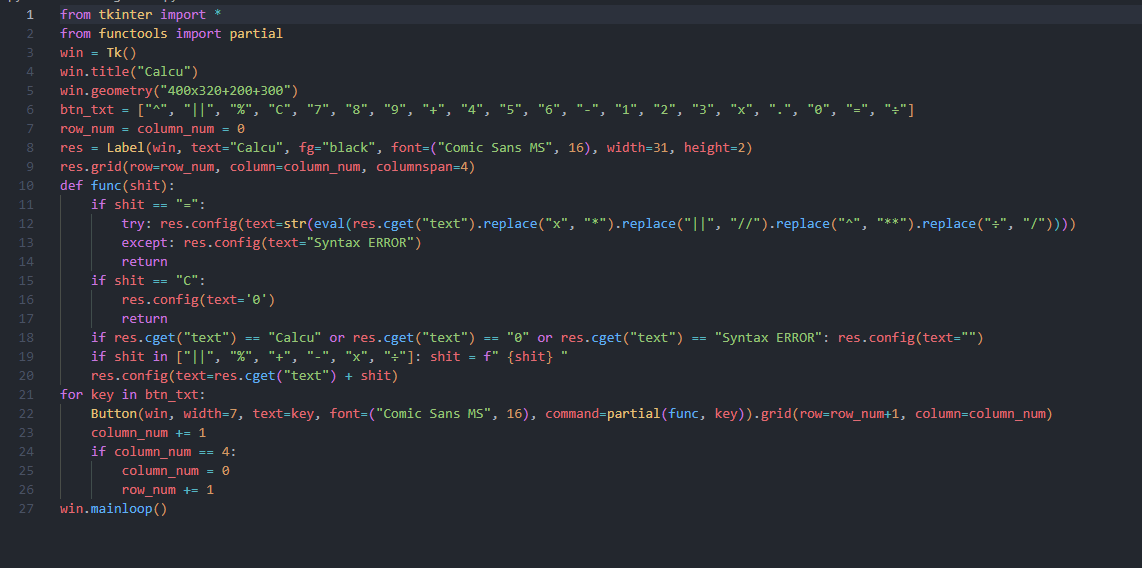 1 from tkinter import *
2 from functools import partial
3 win = Tk()
4 win.title("Calcu")
5 win.geometry("400x320+200+300")
6 btn_txt = ["^", "||", "%", "C", "7", "8", "9", "+", "4", "5", "6", "-", "1", "2", "3", "x", ".", "0", "=", "÷"]
7 row_num = column_num = 0
8 res = Label(win, text="Calcu", fg="black", font=("Comic Sans MS", 16), width=31, height=2)
9 res.grid(row=row_num, column=column_num, columnspan=4)
10 def func(shit):
11     if shit == "=":
12         try: res.config(text=str(eval(res.cget("text").replace("x", "*").replace("||", "//").replace("^", "**").replace("÷", "/"))))
13         except: res.config(text="Syntax ERROR")
14         return
15     if shit == "C":
16         res.config(text='0')
17         return
18     if res.cget("text") == "Calcu" or res.cget("text") == "0" or res.cget("text") == "Syntax ERROR": res.config(text="")
19     if shit in ["||", "%", "+", "-", "x", "÷"]: shit = f" {shit} "
20     res.config(text=res.cget("text") + shit)
21 for key in btn_txt:
22     Button(win, width=7, text=key, font=("Comic Sans MS", 16), command=partial(func, key)).grid(row=row_num+1, column=column_num)
23     column_num += 1
24     if column_num == 4:
25         column_num = 0
26         row_num += 1
27 win.mainloop()